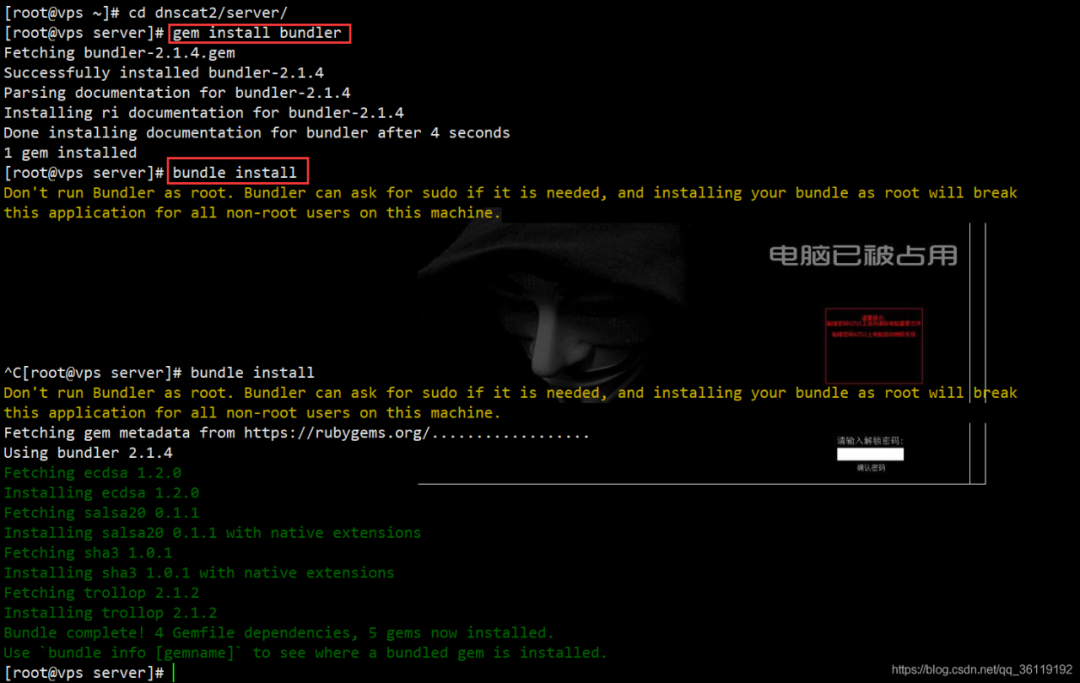 [root@vps ~]# cd dnscat2/server/
[root@vps server]# gem install bundler
Fetching bundler-2.1.4.gem
Successfully installed bundler-2.1.4
Parsing documentation for bundler-2.1.4
Installing ri documentation for bundler-2.1.4
Done installing documentation for bundler after 4 seconds
1 gem installed
[root@vps server]# bundle install
Don't run Bundler as root. Bundler can ask for sudo if it is needed, and installing your bundle as root will break
this application for all non-root users on this machine.
电脑已被占用
^C[root@vps server]# bundle install
Don't run Bundler as root. Bundler can ask for sudo if it is needed, and installing your bundle as root will break
this application for all non-root users on this machine.
Fetching gem metadata from https://rubygems.org/..................
请输入解锁密码:
Using bundler 2.1.4
确认密码
Fetching ecdsa 1.2.0
Installing ecdsa 1.2.0
Fetching salsa20 0.1.1
Installing salsa20 0.1.1 with native extensions
Fetching sha3 1.0.1
Installing sha3 1.0.1 with native extensions
Fetching trollop 2.1.2
Installing trollop 2.1.2
Bundle complete! 4 Gemfile dependencies, 5 gems now installed.
Use `bundle info [gemname]` to see where a bundled gem is installed.
[root@vps server]#
https://blog.csdn.net/qq_36119192